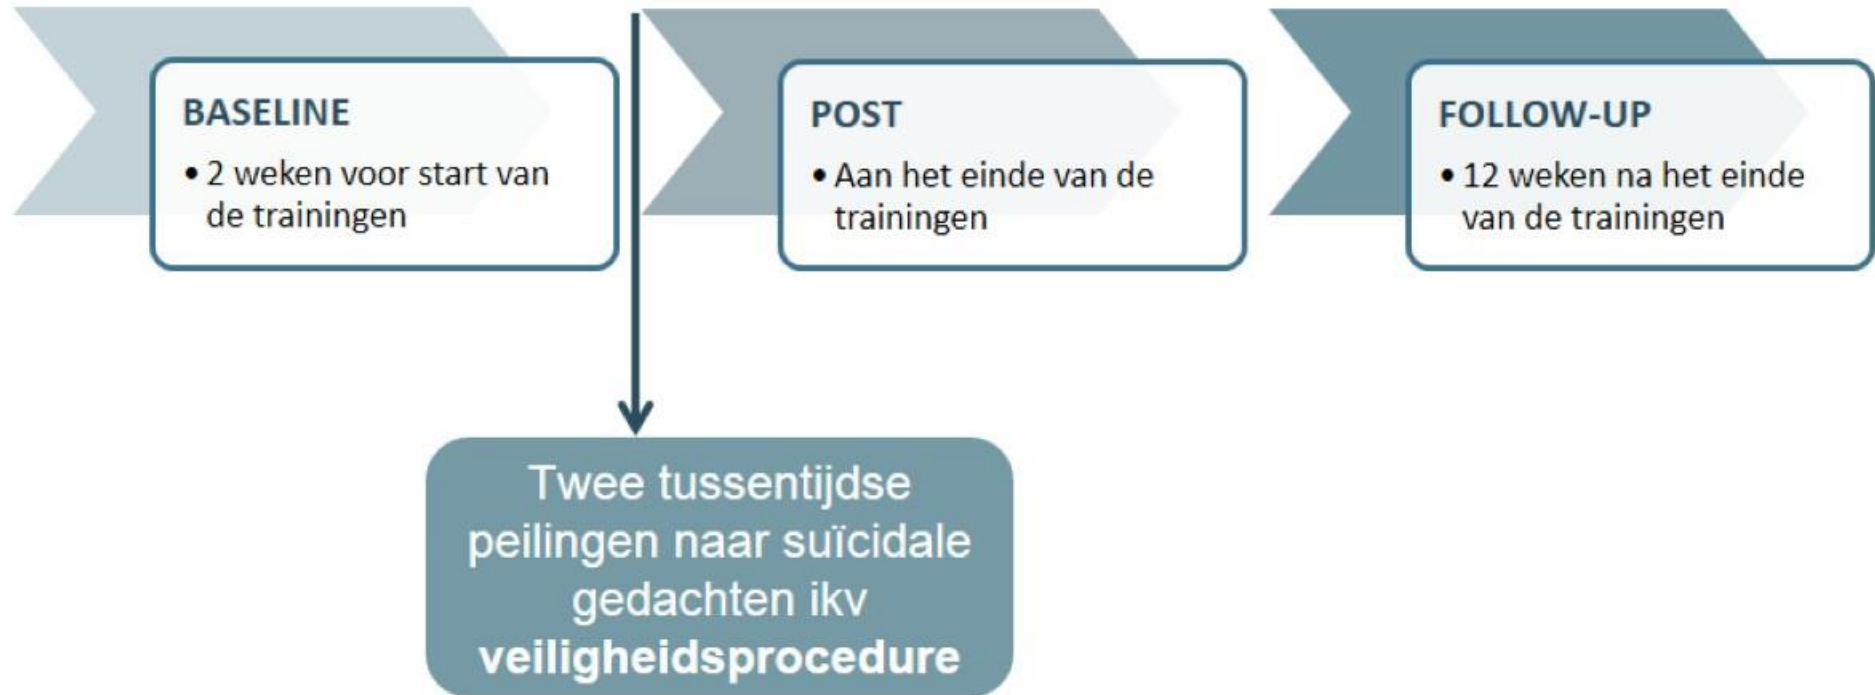 BASELINE
• 2 weken voor start van
de trainingen
POST
• Aan het einde van de
trainingen
FOLLOW-UP
• 12 weken na het einde
van de trainingen
Twee tussentijdse
peilingen naar suïcidale
gedachten ikv
veiligheidsprocedure